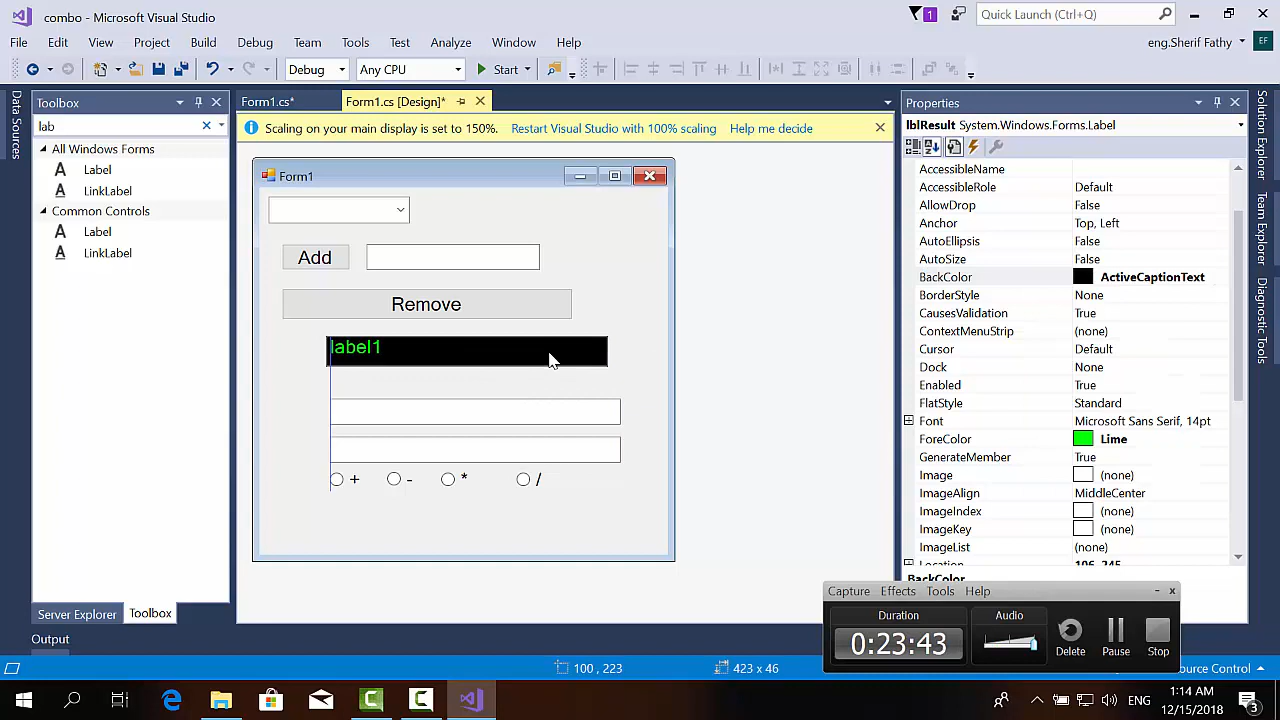 combo - Microsoft Visual Studio
1
Quick Launch (Ctrl+Q)
File Edit View Project Build Debug Team Tools Test Analyze Window Help
eng.Sherif Fathy
EF
Debug Any CPU Start
Data Sources
Toolbox
lab
All Windows Forms
A Label
A LinkLabel
Common Controls
A Label
A LinkLabel
Server Explorer Toolbox
Form1.cs* Form1.cs [Design]*
Scaling on your main display is set to 150%. Restart Visual Studio with 100% scaling Help me decide
Form1
Add
Remove
label1
+ - * /
Properties
lblResult System.Windows.Forms.Label
AccessibleName
AccessibleRole Default
AllowDrop False
Anchor Top, Left
AutoEllipsis False
AutoSize False
BackColor ActiveCaptionText
BorderStyle None
CausesValidation True
ContextMenuStrip (none)
Cursor Default
Dock None
Enabled True
FlatStyle Standard
Font Microsoft Sans Serif, 14pt
ForeColor Lime
GenerateMember True
Image (none)
ImageAlign MiddleCenter
ImageIndex (none)
ImageKey (none)
ImageList (none)
Location 106, 245
BackColor
Solution Explorer
Team Explorer
Diagnostic Tools
Capture Effects Tools Help
Duration Audio
0:23:43
Delete Pause Stop
Output
100 , 223 423 x 46
Source Control
ENG
1:14 AM
12/15/2018
3